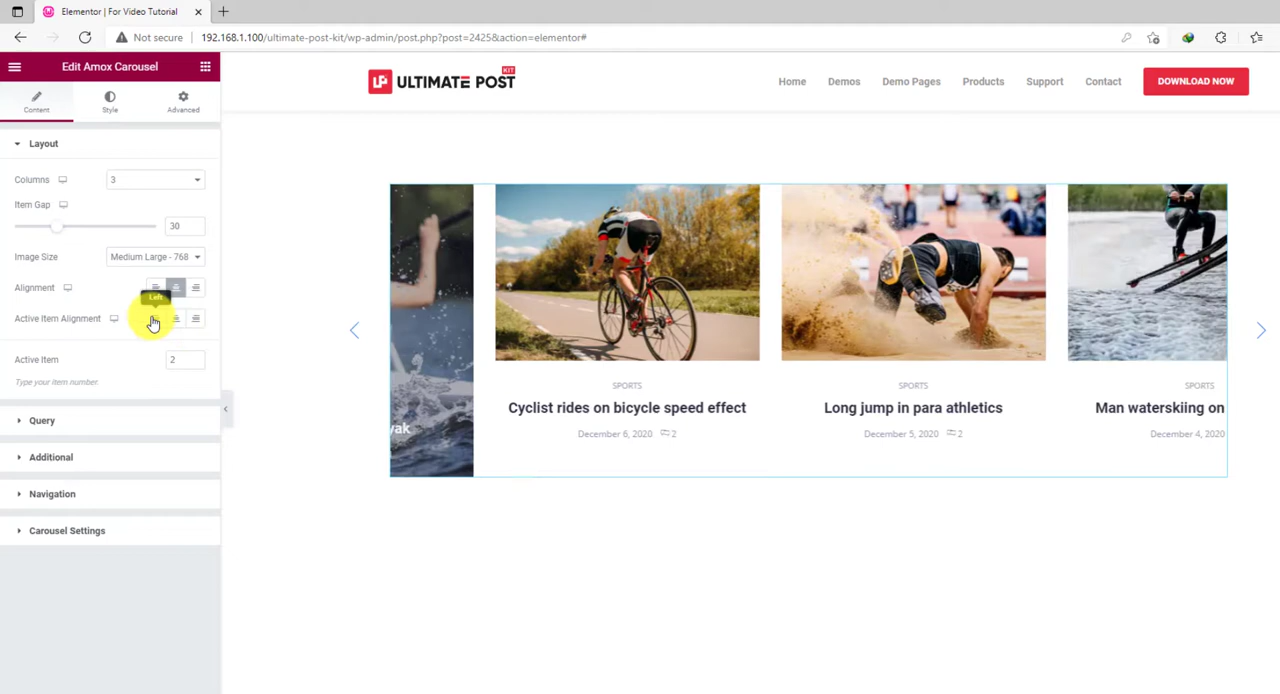 Elementor | For Video Tutorial
Not secure 192.168.1.100/ultimate-post-kit/wp-admin/post.php?post=2425&action=elementor#
Edit Amox Carousel
Content Style Advanced
Layout
Columns 3
Item Gap
30
Image Size Medium Large - 768
Alignment
Left
Active Item Alignment
Active Item 2
Type your item number.
Query
Additional
Navigation
Carousel Settings
UP ULTIMATE POST KIT
Home Demos Demo Pages Products Support Contact DOWNLOAD NOW
yak
SPORTS
Cyclist rides on bicycle speed effect
December 6, 2020 2
SPORTS
Long jump in para athletics
December 5, 2020 2
SPORTS
Man waterskiing on
December 4, 2020